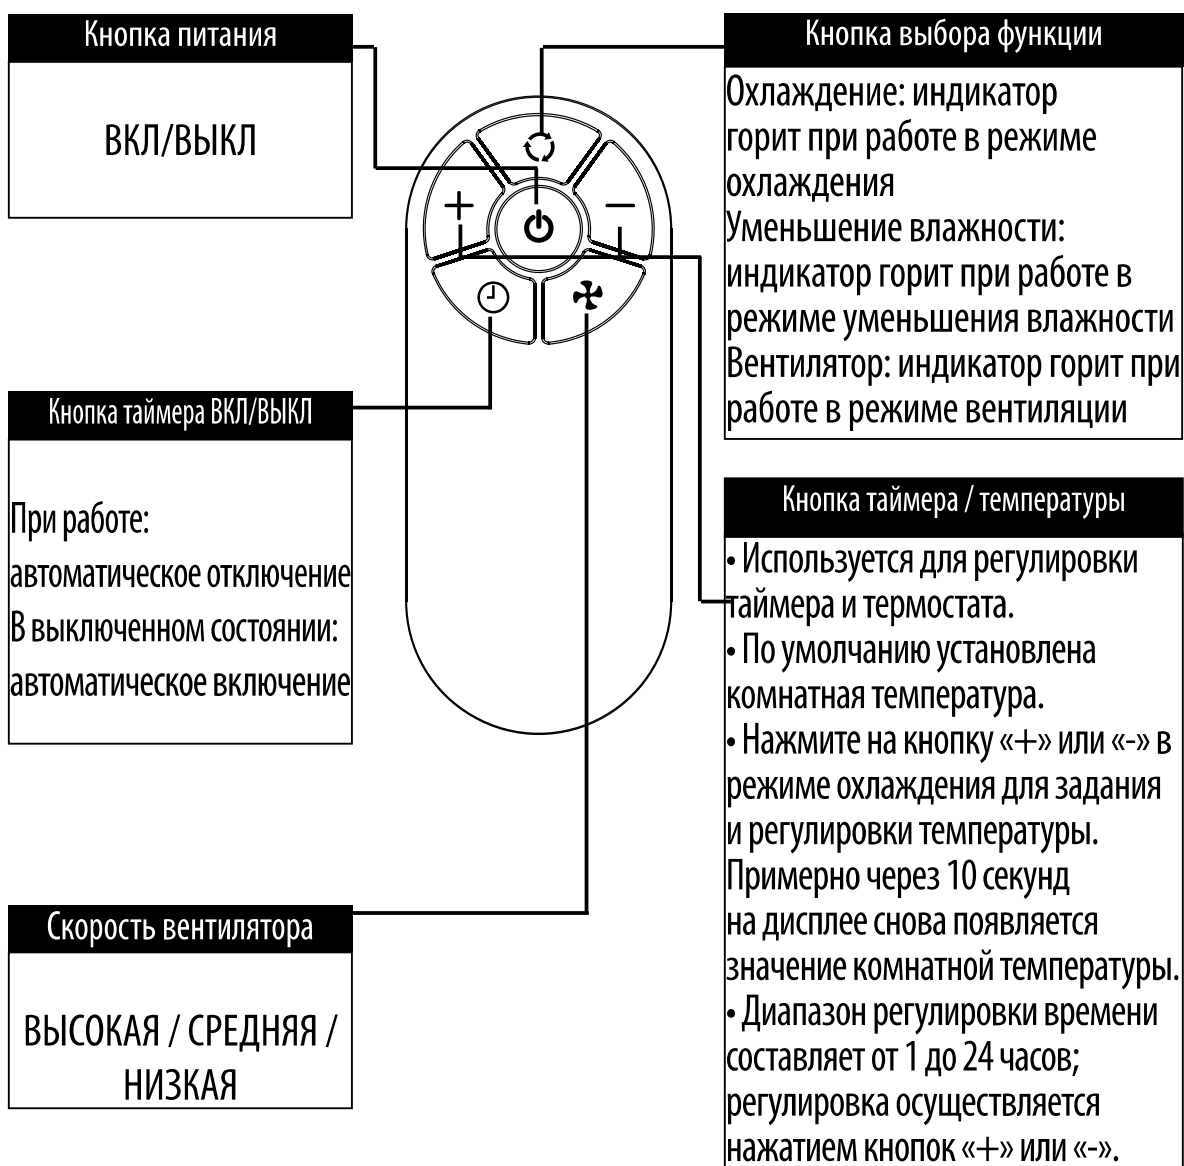 Кнопка питания
ВКЛ/ВЫКЛ
Кнопка выбора функции
Охлаждение: индикатор
горит при работе в режиме
охлаждения
Уменьшение влажности:
индикатор горит при работе в
режиме уменьшения влажности
Вентилятор: индикатор горит при
работе в режиме вентиляции
Кнопка таймера ВКЛ/ВЫКЛ
При работе:
автоматическое отключение
В выключенном состоянии:
автоматическое включение
Кнопка таймера / температуры
• Используется для регулировки
таймера и термостата.
• По умолчанию установлена
комнатная температура.
• Нажмите на кнопку «+» или «-» в
режиме охлаждения для задания
и регулировки температуры.
Примерно через 10 секунд
на дисплее снова появляется
значение комнатной температуры.
• Диапазон регулировки времени
составляет от 1 до 24 часов;
регулировка осуществляется
нажатием кнопок «+» или «-».
Скорость вентилятора
ВЫСОКАЯ / СРЕДНЯЯ /
НИЗКАЯ